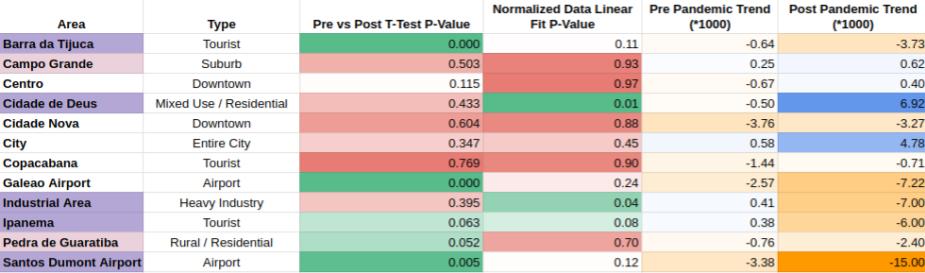 Area Type Pre vs Post T-Test P-Value Normalized Data Linear Fit P-Value Pre Pandemic Trend (*1000) Post Pandemic Trend (*1000)
Barra da Tijuca Tourist 0.000 0.11 -0.64 -3.73
Campo Grande Suburb 0.503 0.93 0.25 0.62
Centro Downtown 0.115 0.97 -0.67 0.40
Cidade de Deus Mixed Use / Residential 0.433 0.01 -0.50 6.92
Cidade Nova Downtown 0.604 0.88 -3.76 -3.27
City Entire City 0.347 0.45 0.58 4.78
Copacabana Tourist 0.769 0.90 -1.44 -0.71
Galeao Airport Airport 0.000 0.24 -2.57 -7.22
Industrial Area Heavy Industry 0.395 0.04 0.41 -7.00
Ipanema Tourist 0.063 0.08 0.38 -6.00
Pedra de Guaratiba Rural / Residential 0.052 0.70 -0.76 -2.40
Santos Dumont Airport Airport 0.005 0.12 -3.38 -15.00